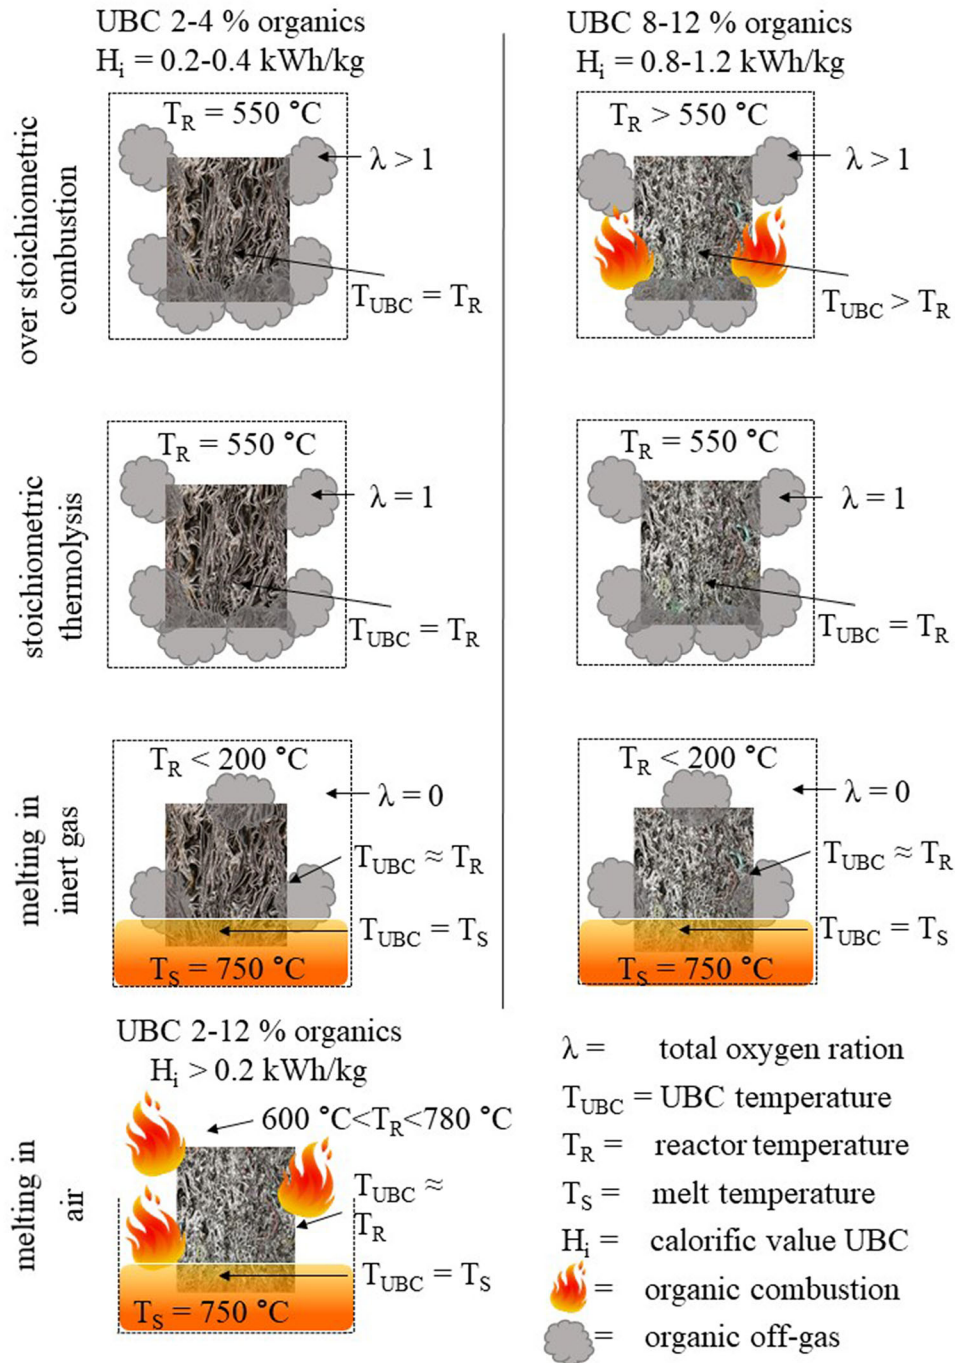 UBC 2-4 % organics
Hi = 0.2-0.4 kWh/kg
UBC 8-12 % organics
Hi = 0.8-1.2 kWh/kg
over stoichiometric
combustion
TR = 550 °C
λ > 1
TUBC = TR
TR > 550 °C
λ > 1
TUBC > TR
stoichiometric
thermolysis
TR = 550 °C
λ = 1
TUBC = TR
TR = 550 °C
λ = 1
TUBC = TR
melting in
inert gas
TR < 200 °C
λ = 0
TUBC ≈ TR
TUBC = TS
TS = 750 °C
TR < 200 °C
λ = 0
TUBC ≈ TR
TUBC = TS
TS = 750 °C
UBC 2-12 % organics
Hi > 0.2 kWh/kg
melting in
air
600 °C<TR<780 °C
TUBC ≈
TR
TUBC = TS
TS = 750 °C
λ = total oxygen ration
TUBC = UBC temperature
TR = reactor temperature
TS = melt temperature
Hi = calorific value UBC
= organic combustion
= organic off-gas